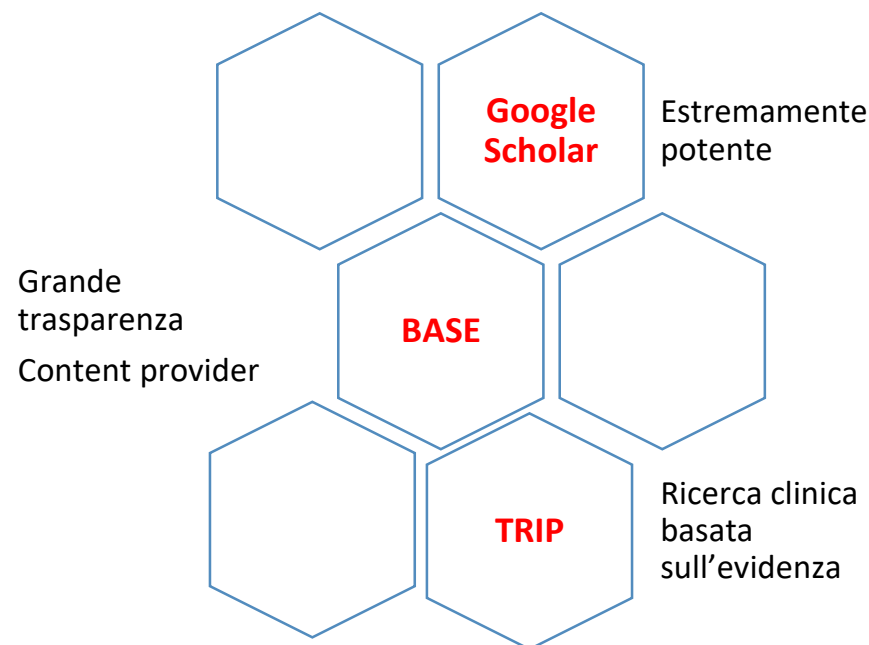 Google
Scholar
Estremamente
potente
Grande
trasparenza
Content provider
BASE
TRIP
Ricerca clinica
basata
sull’evidenza